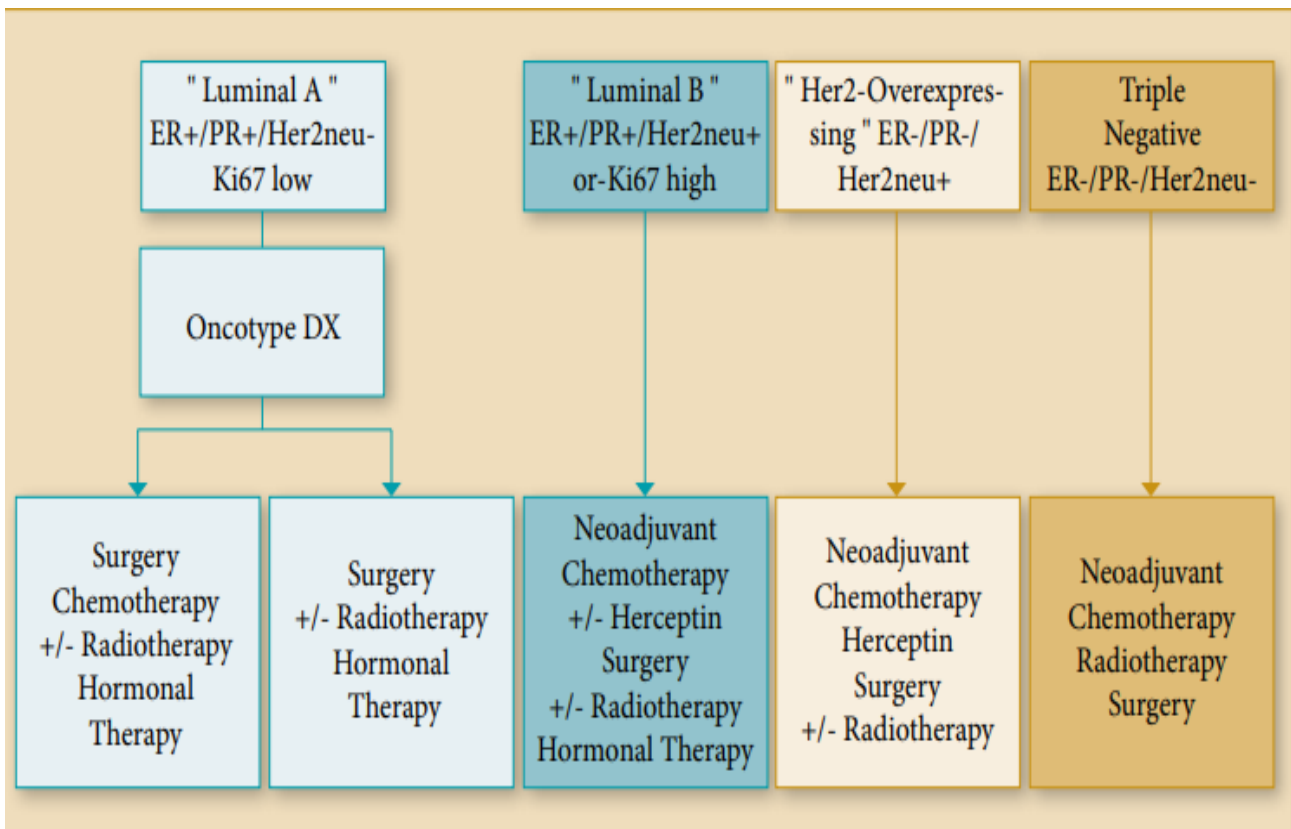 " Luminal A "
ER+/PR+/Her2neu-
Ki67 low
" Luminal B "
ER+/PR+/Her2neu+
or-Ki67 high
" Her2-Overexpres-
sing " ER-/PR-/
Her2neu+
Triple
Negative
ER-/PR-/Her2neu-
Oncotype DX
Surgery
Chemotherapy
+/- Radiotherapy
Hormonal
Therapy
Surgery
+/- Radiotherapy
Hormonal
Therapy
Neoadjuvant
Chemotherapy
+/- Herceptin
Surgery
+/- Radiotherapy
Hormonal Therapy
Neoadjuvant
Chemotherapy
Herceptin
Surgery
+/- Radiotherapy
Neoadjuvant
Chemotherapy
Radiotherapy
Surgery